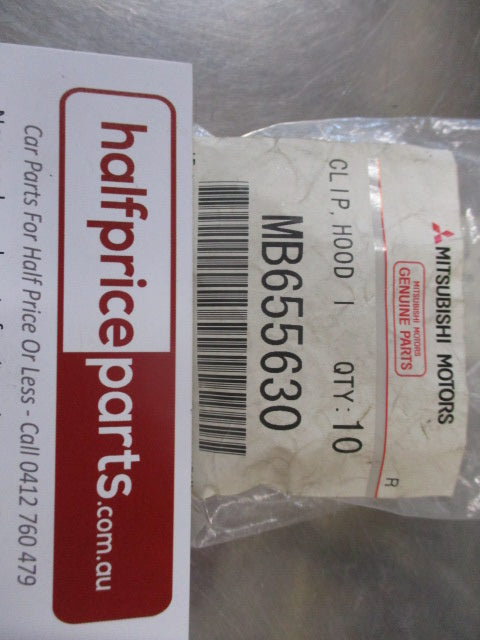 MITSUBISHI MOTORS
MITSUBISHI MOTORS
GENUINE PARTS
R
CLIP, HOOD I QTY:10
MB655630
halfpriceparts.com.au
Car Parts For Half Price Or Less - Call 0412 760 479